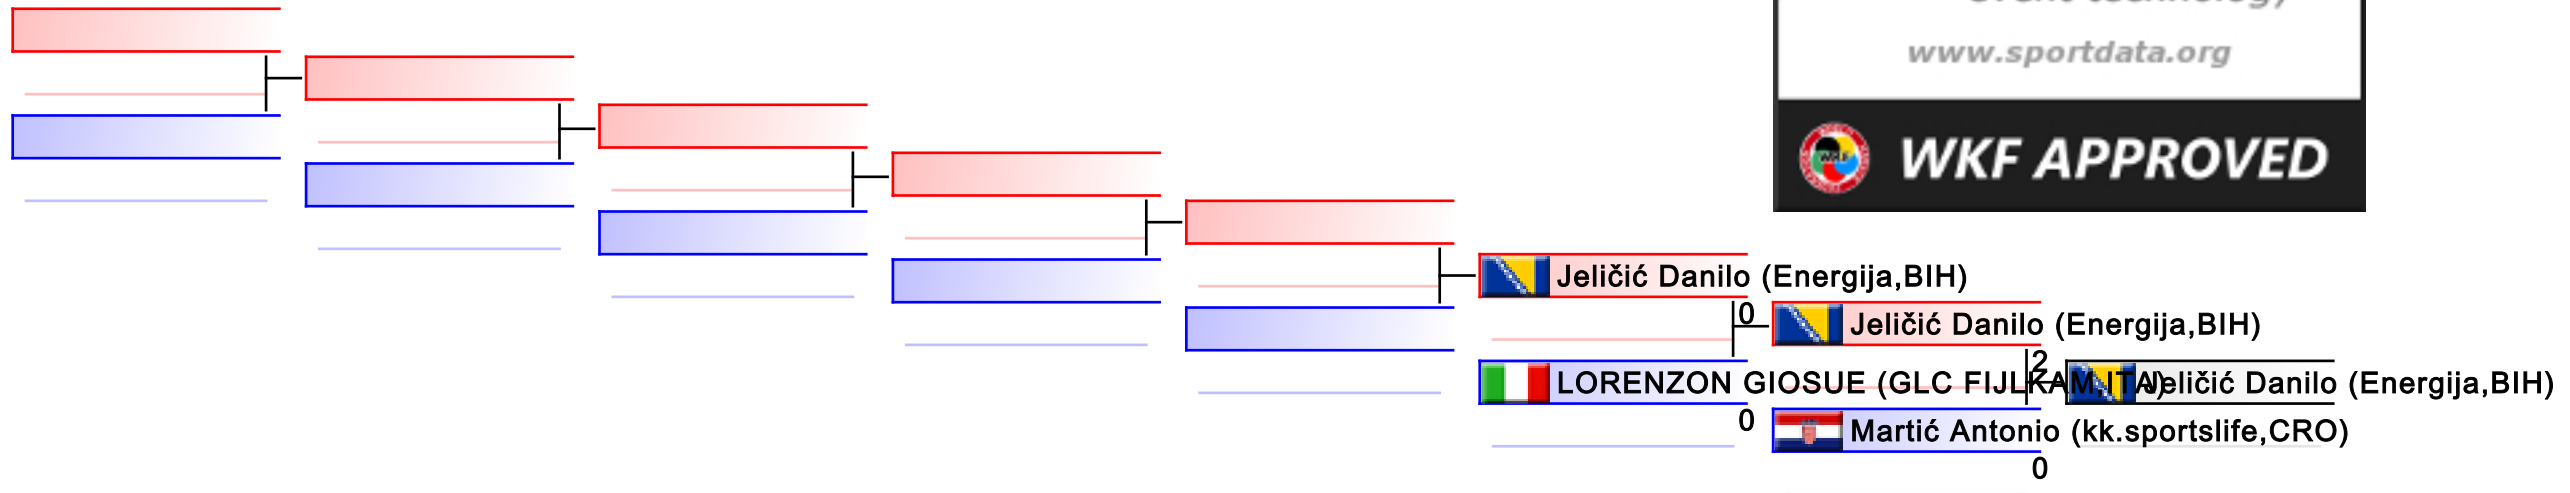 www.sportdata.org
WKF APPROVED
Jeličić Danilo (Energija,BIH)
0
Jeličić Danilo (Energija,BIH)
2
LORENZON GIOSUE (GLC FIJLKAM,ITA)
Jeličić Danilo (Energija,BIH)
0
Martić Antonio (kk.sportslife,CRO)
0